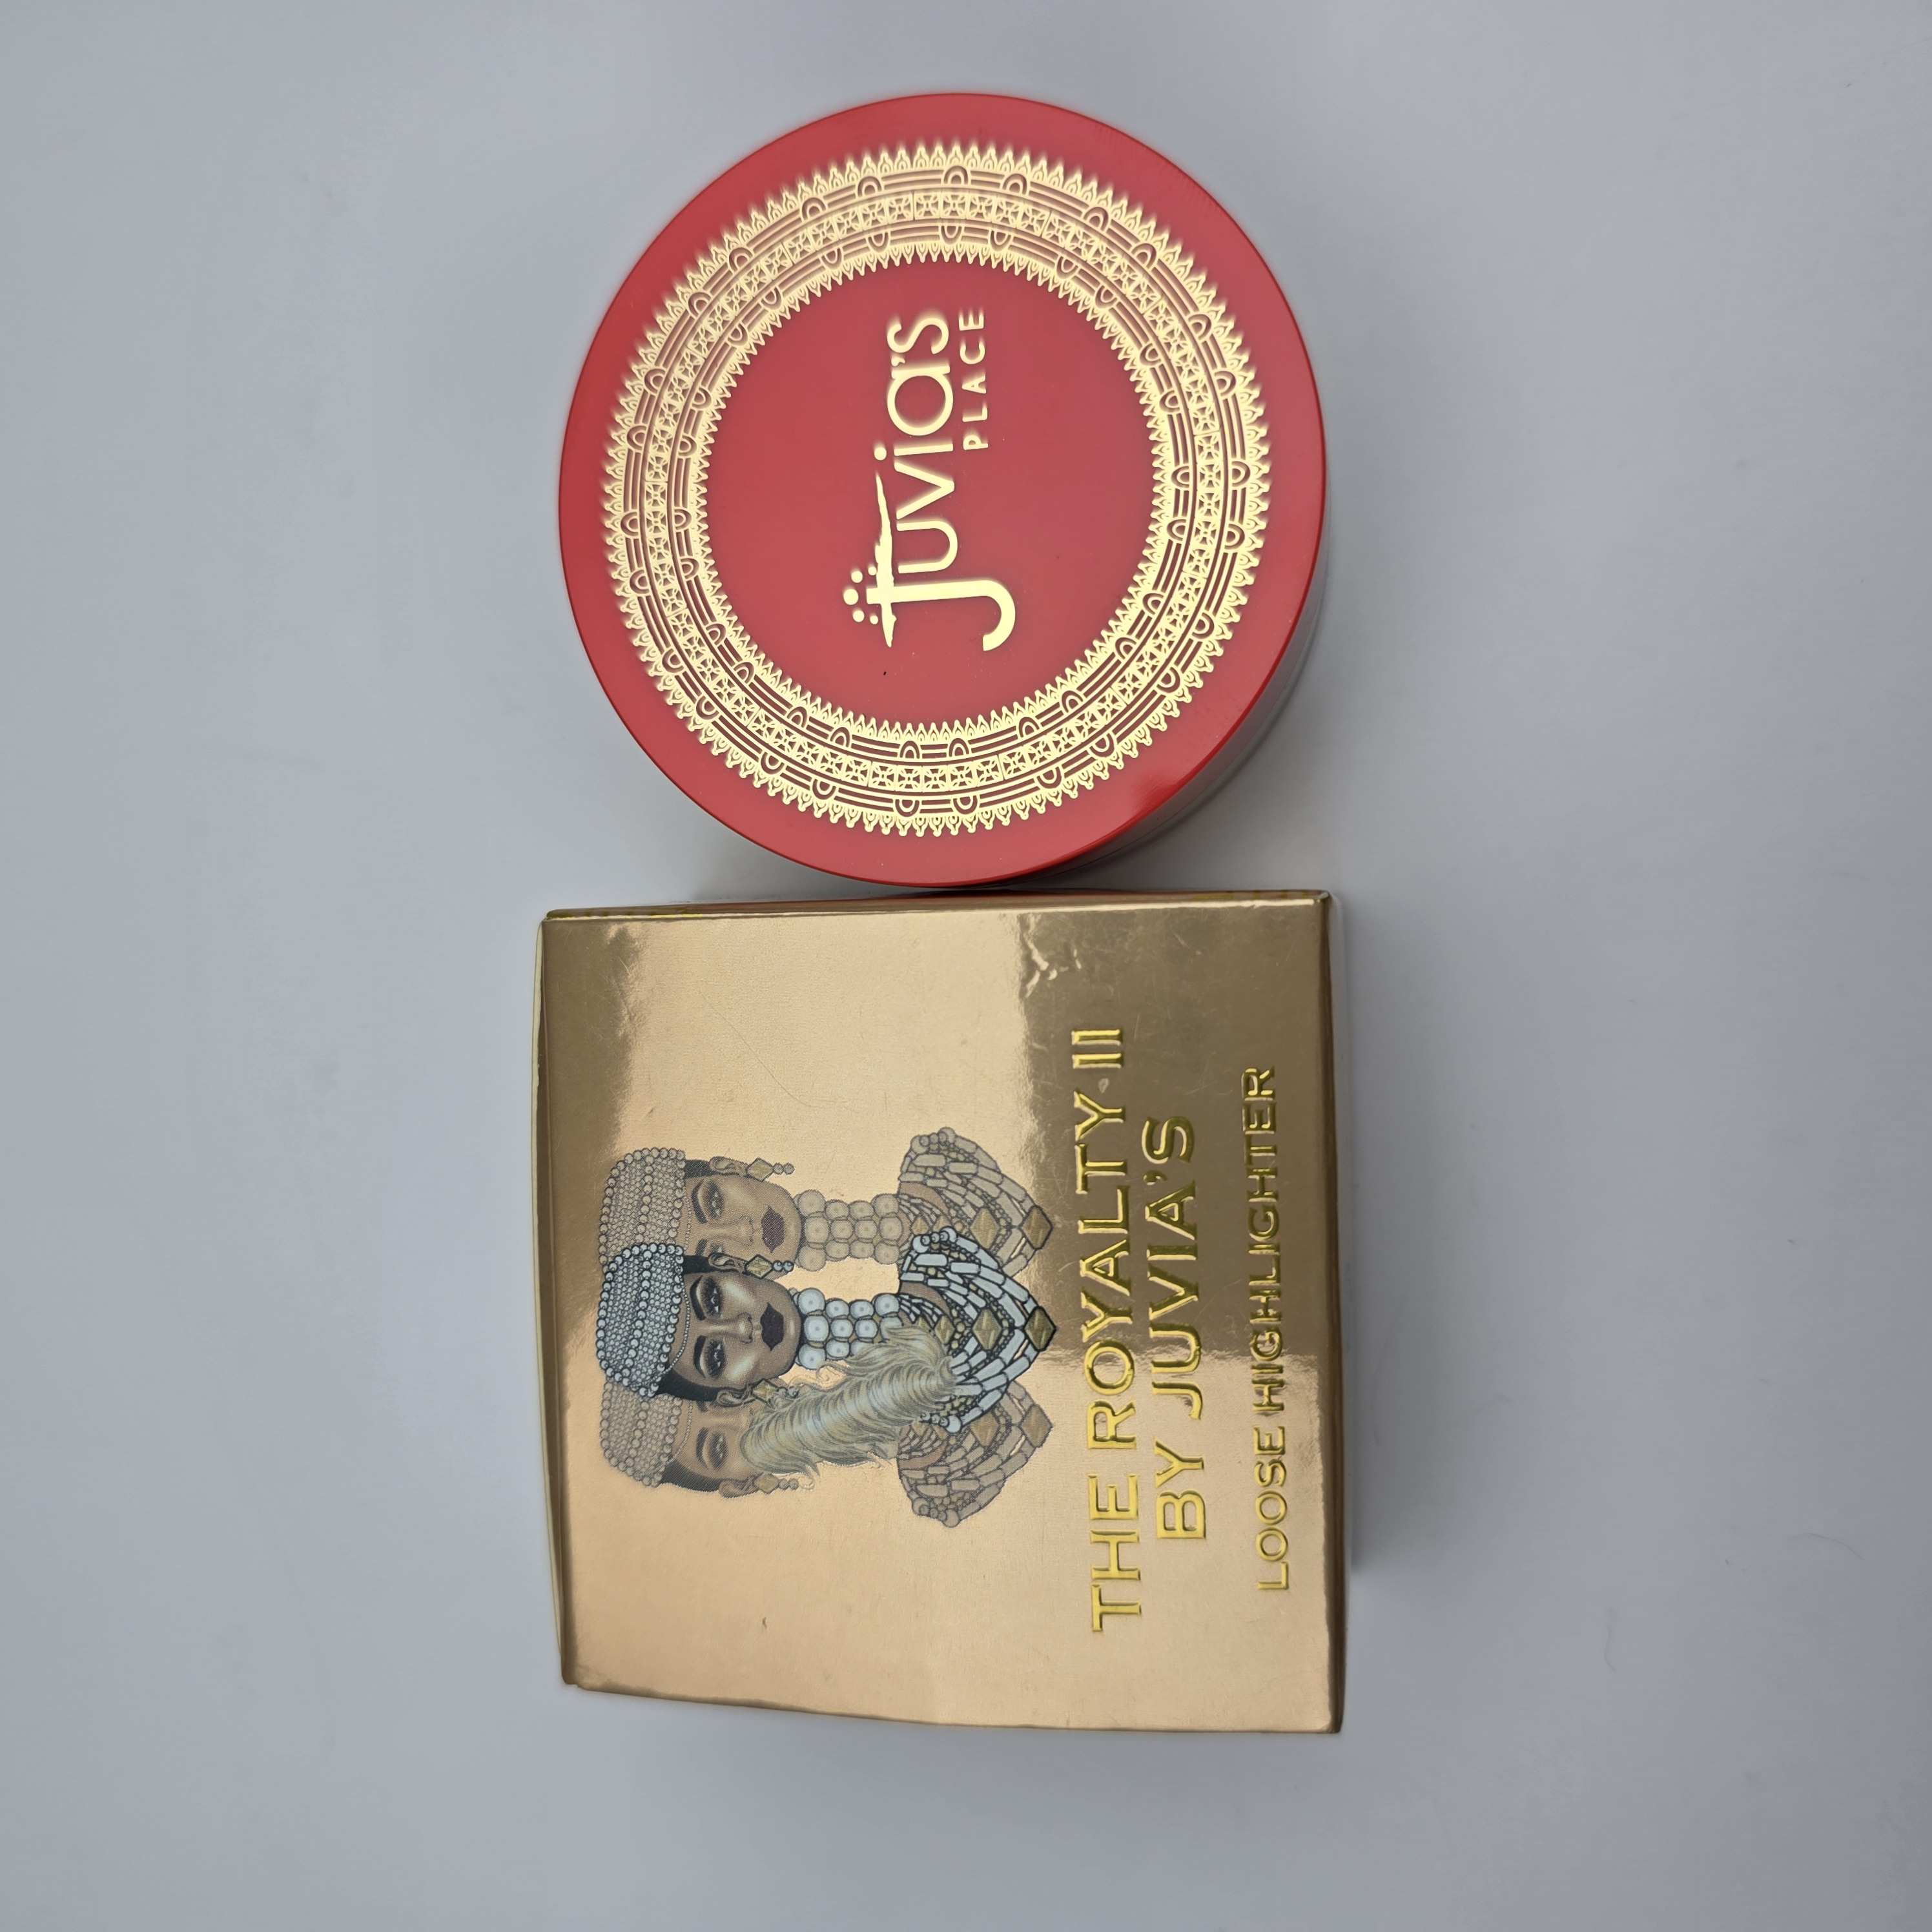 THE ROYALTY II
BY JUVIA'S
LOOSE HIGHLIGHTER
Juvia's
PLACE